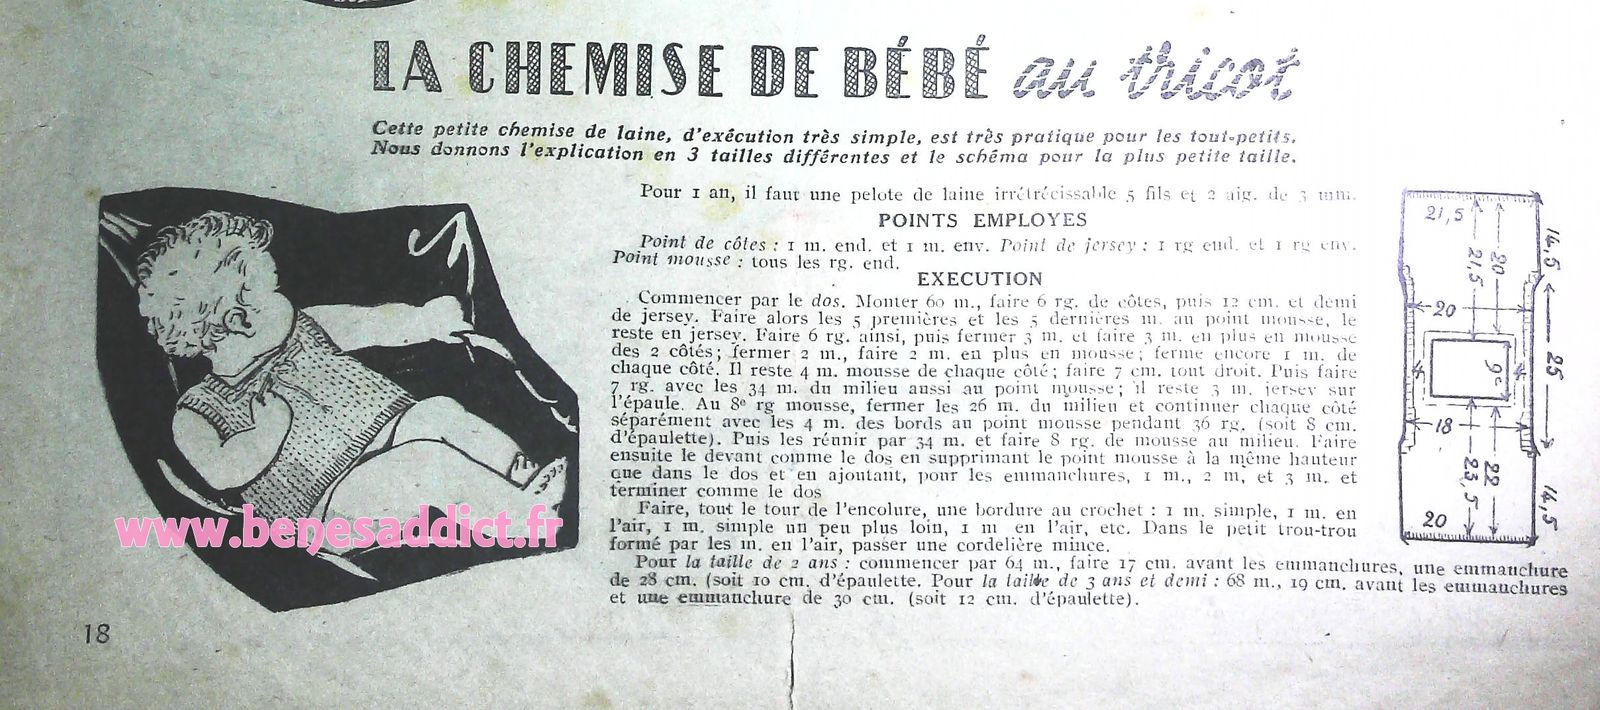 LA CHEMISE DE BÉBÉ au tricot
Cette petite chemise de laine, d'exécution très simple, est très pratique pour les tout-petits.
Nous donnons l'explication en 3 tailles différentes et le schéma pour la plus petite taille.
Pour 1 an, il faut une pelote de laine irrétrécissable 5 fils et 2 aig. de 3 mm.
POINTS EMPLOYES
Point de côtes : 1 m. end. et 1 m. env. Point de jersey : 1 rg end. et 1 rg env.
Point mousse : tous les rg. end.
EXECUTION
Commencer par le dos. Monter 60 m., faire 6 rg. de côtes, puis 12 cm. et demi
de jersey. Faire alors les 5 premières et les 5 dernières m. au point mousse, le
reste en jersey. Faire 6 rg. ainsi, puis fermer 3 m. et faire 3 m. en plus en mousse
des 2 côtés ; fermer 2 m., faire 2 m. en plus en mousse ; ferme encore 1 m. de
chaque côté. Il reste 4 m. mousse de chaque côté ; faire 7 cm. tout droit. Puis faire
7 rg. avec les 34 m. du milieu aussi au point mousse ; il reste 3 m. jersey sur
l'épaule. Au 8e rg mousse, fermer les 26 m. du milieu et continuer chaque côté
séparément avec les 4 m. des bords au point mousse pendant 36 rg. (soit 8 cm.
d'épaulette). Puis les réunir par 34 m. et faire 8 rg. de mousse au milieu. Faire
ensuite le devant comme le dos en supprimant le point mousse à la même hauteur
que dans le dos et en ajoutant, pour les emmanchures, 1 m., 2 m, et 3 m. et
terminer comme le dos
Faire, tout le tour de l'encolure, une bordure au crochet : 1 m. simple, 1 m. en
l'air, 1 m. simple un peu plus loin, 1 m en l'air, etc. Dans le petit trou-trou
formé par les m. en l'air, passer une cordelière mince.
Pour la taille de 2 ans : commencer par 64 m., faire 17 cm. avant les emmanchures, une emmanchure
de 28 cm. (soit 10 cm. d'épaulette. Pour la taille de 3 ans et demi : 68 m., 19 cm. avant les emmanchures
et une emmanchure de 30 cm. (soit 12 cm. d'épaulette).
21,5
21,5
20
14,5
20
4
9c
4
25
18
23,5
22
14,5
20
www.benesaddict.fr
18